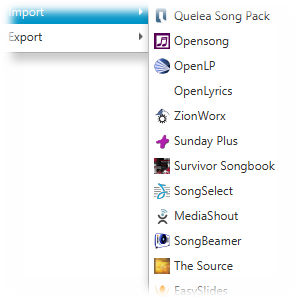 Import
Export
Quelea Song Pack
Opensong
OpenLP
OpenLyrics
ZionWorx
Sunday Plus
Survivor Songbook
SongSelect
MediaShout
SongBeamer
The Source
EasySlides